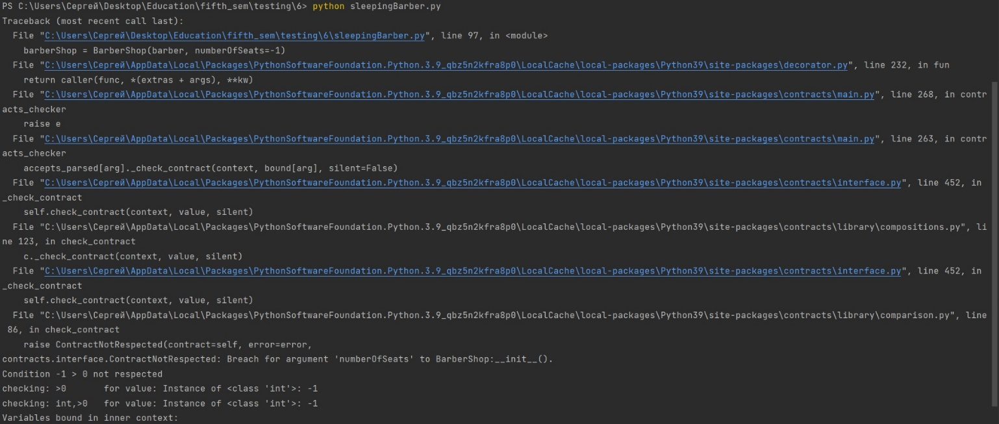 PS C:\Users\Сергей\Desktop\Education\fifth_sem\testing\6> python sleepingBarber.py
Traceback (most recent call last):
  File "C:\Users\Сергей\Desktop\Education\fifth_sem\testing\6\sleepingBarber.py", line 97, in <module>
    barberShop = BarberShop(barber, numberOfSeats=-1)
  File "C:\Users\Сергей\AppData\Local\Packages\PythonSoftwareFoundation.Python.3.9_qbz5n2kfra8p0\LocalCache\local-packages\Python39\site-packages\decorator.py", line 232, in fun
    return caller(func, *(extras + args), **kw)
  File "C:\Users\Сергей\AppData\Local\Packages\PythonSoftwareFoundation.Python.3.9_qbz5n2kfra8p0\LocalCache\local-packages\Python39\site-packages\contracts\main.py", line 268, in contr
acts_checker
    raise e
  File "C:\Users\Сергей\AppData\Local\Packages\PythonSoftwareFoundation.Python.3.9_qbz5n2kfra8p0\LocalCache\local-packages\Python39\site-packages\contracts\main.py", line 263, in contr
acts_checker
    accepts_parsed[arg]._check_contract(context, bound[arg], silent=False)
  File "C:\Users\Сергей\AppData\Local\Packages\PythonSoftwareFoundation.Python.3.9_qbz5n2kfra8p0\LocalCache\local-packages\Python39\site-packages\contracts\interface.py", line 452, in
_check_contract
    self.check_contract(context, value, silent)
  File "C:\Users\Сергей\AppData\Local\Packages\PythonSoftwareFoundation.Python.3.9_qbz5n2kfra8p0\LocalCache\local-packages\Python39\site-packages\contracts\library\compositions.py", li
ne 123, in check_contract
    c._check_contract(context, value, silent)
  File "C:\Users\Сергей\AppData\Local\Packages\PythonSoftwareFoundation.Python.3.9_qbz5n2kfra8p0\LocalCache\local-packages\Python39\site-packages\contracts\interface.py", line 452, in
_check_contract
    self.check_contract(context, value, silent)
  File "C:\Users\Сергей\AppData\Local\Packages\PythonSoftwareFoundation.Python.3.9_qbz5n2kfra8p0\LocalCache\local-packages\Python39\site-packages\contracts\library\comparison.py", line
 86, in check_contract
    raise ContractNotRespected(contract=self, error=error,
contracts.interface.ContractNotRespected: Breach for argument 'numberOfSeats' to BarberShop:__init__().
Condition -1 > 0 not respected
checking: >0       for value: Instance of <class 'int'>: -1
checking: int,>0   for value: Instance of <class 'int'>: -1
Variables bound in inner context: